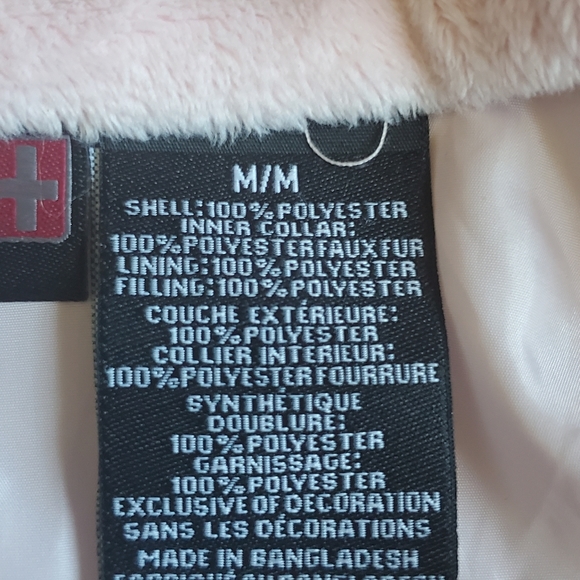 M/M
SHELL:100% POLYESTER
INNER COLLAR:
100% POLYESTER FAUX FUR
LINING:100% POLYESTER
FILLING:100% POLYESTER
COUCHE EXTÉRIEURE:
100% POLYESTER
COLLIER INTERIEUR:
100% POLYESTER FOURRURE
SYNTHÉTIQUE
DOUBLURE:
100% POLYESTER
GARNISSAGE:
100% POLYESTER
EXCLUSIVE OF DECORATION
SANS LES DÉCORATIONS
MADE IN BANGLADESH